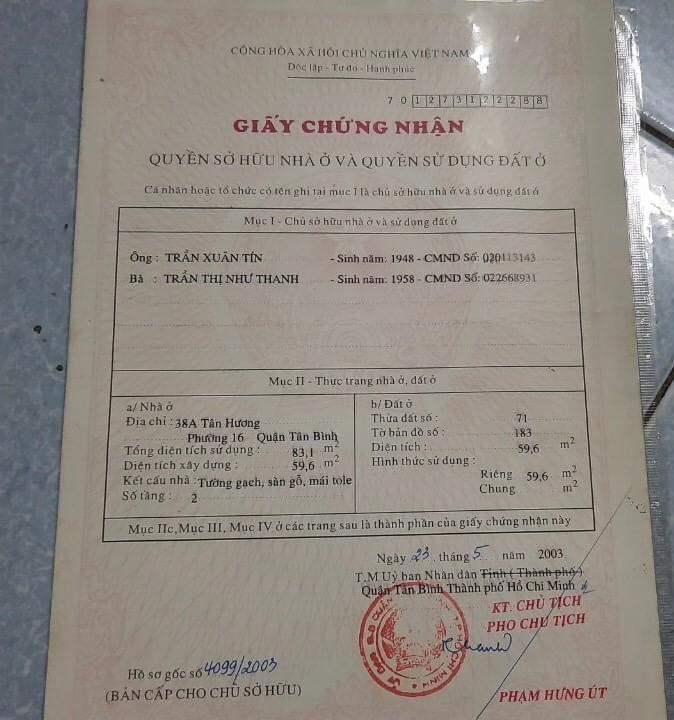 CỘNG HÒA XÃ HỘI CHỦ NGHĨA VIỆT NAM
Độc lập - Tự do - Hạnh phúc
7 0 1 2 7 3 1 2 2 2 8 8
GIẤY CHỨNG NHẬN
QUYỀN SỞ HỮU NHÀ Ở VÀ QUYỀN SỬ DỤNG ĐẤT Ở
Cá nhân hoặc tổ chức có tên ghi tại mục I là chủ sở hữu nhà ở và sử dụng đất ở
Mục I - Chủ sở hữu nhà ở và sử dụng đất ở
Ông : TRẦN XUÂN TÍN - Sinh năm: 1948 - CMND Số: 020113143
Bà : TRẦN THỊ NHƯ THANH - Sinh năm: 1958 - CMND Số: 022668931
Mục II - Thực trạng nhà ở, đất ở
a/ Nhà ở
Địa chỉ : 38A Tân Hương
Phường 16 Quận Tân Bình
Tổng diện tích sử dụng : 83,1 m2
Diện tích xây dựng : 59,6 m2
Kết cấu nhà : Tường gạch, sàn gỗ, mái tole
Số tầng : 2
b/ Đất ở
Thửa đất số : 71
Tờ bản đồ số : 183
Diện tích : 59,6 m2
Hình thức sử dụng :
Riêng 59,6 m2
Chung m2
Mục IIc, Mục III, Mục IV ở các trang sau là thành phần của giấy chứng nhận này
Ngày 23 tháng 5 năm 2003
T.M Uỷ ban Nhân dân Tỉnh ( Thành phố )
Quận Tân Bình Thành phố Hồ Chí Minh
KT. CHỦ TỊCH
PHÓ CHỦ TỊCH
Hồ sơ gốc số 4099/2003
(BẢN CẤP CHO CHỦ SỞ HỮU)
PHẠM HƯNG ÚT